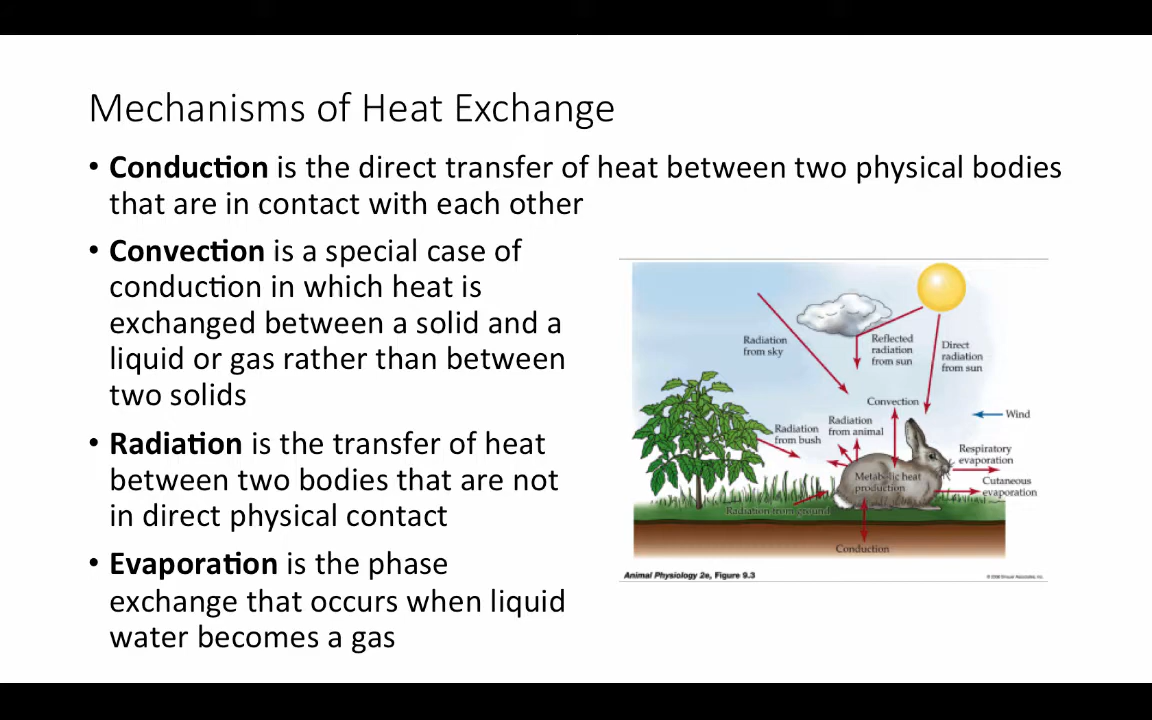 Mechanisms of Heat Exchange
• Conduction is the direct transfer of heat between two physical bodies
that are in contact with each other
• Convection is a special case of
conduction in which heat is
exchanged between a solid and a
liquid or gas rather than between
two solids
• Radiation is the transfer of heat
between two bodies that are not
in direct physical contact
• Evaporation is the phase
exchange that occurs when liquid
water becomes a gas
Radiation
from sky
Reflected
radiation
from sun
Direct
radiation
from sun
Convection
Wind
Radiation
from bush
Radiation
from animal
Respiratory
evaporation
Metabolic heat
production
Cutaneous
evaporation
Radiation from ground
Conduction
Animal Physiology 2e, Figure 9.3